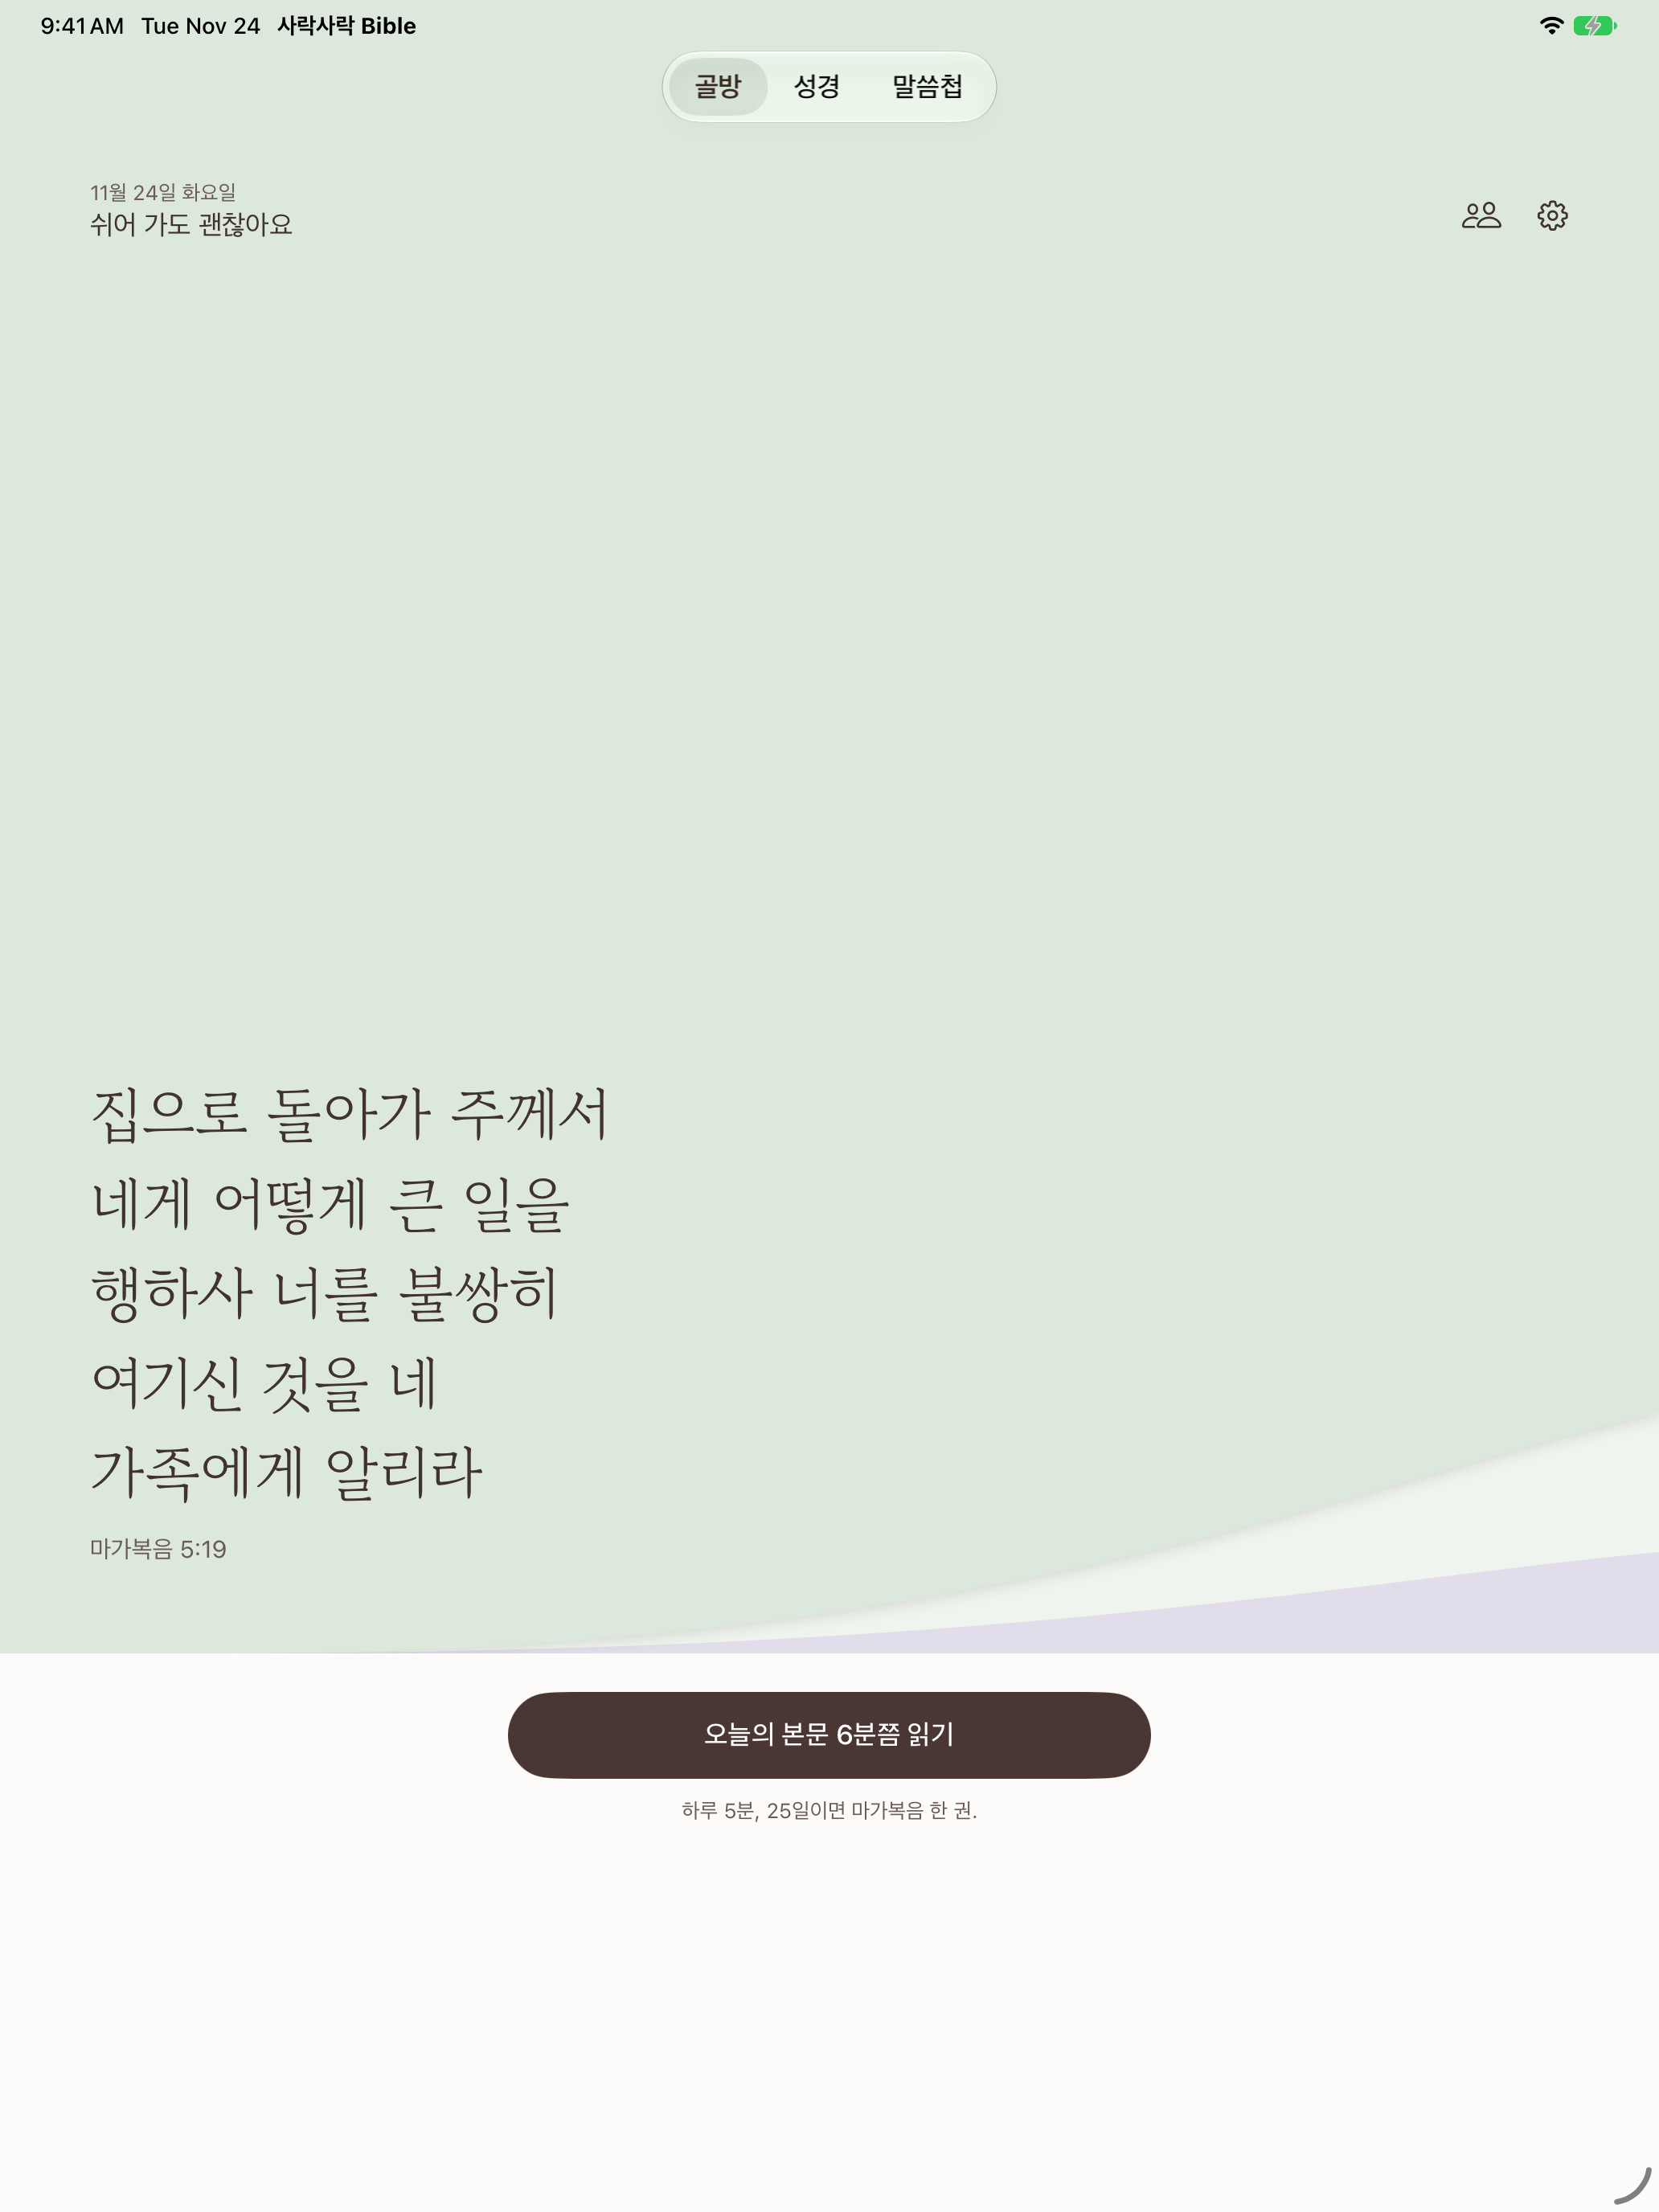 9:41 AM Tue Nov 24 사락사락 Bible
골방 성경 말씀첩
11월 24일 화요일
쉬어 가도 괜찮아요
집으로 돌아가 주께서
네게 어떻게 큰 일을
행하사 너를 불쌍히
여기신 것을 네
가족에게 알리라
마가복음 5:19
오늘의 본문 6분쯤 읽기
하루 5분, 25일이면 마가복음 한 권.